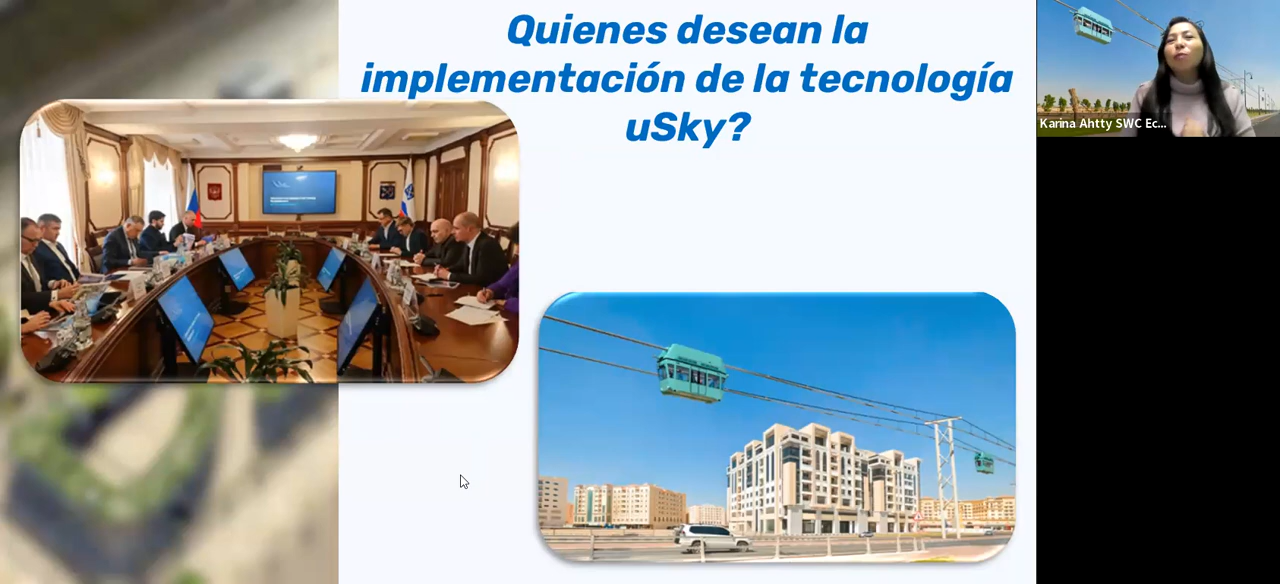 Quienes desean la
implementación de la tecnología
uSky?
Karina Ahtty SWC Ec...